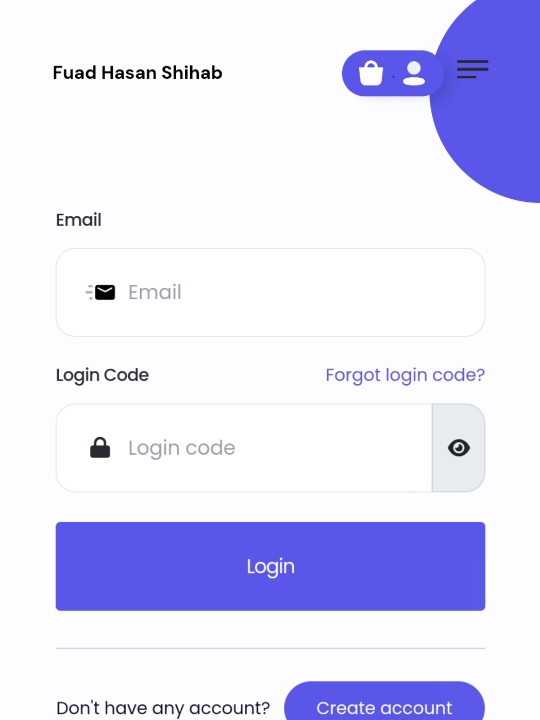 Fuad Hasan Shihab
Email
Email
Login Code Forgot login code?
Login code
Login
Don't have any account? Create account